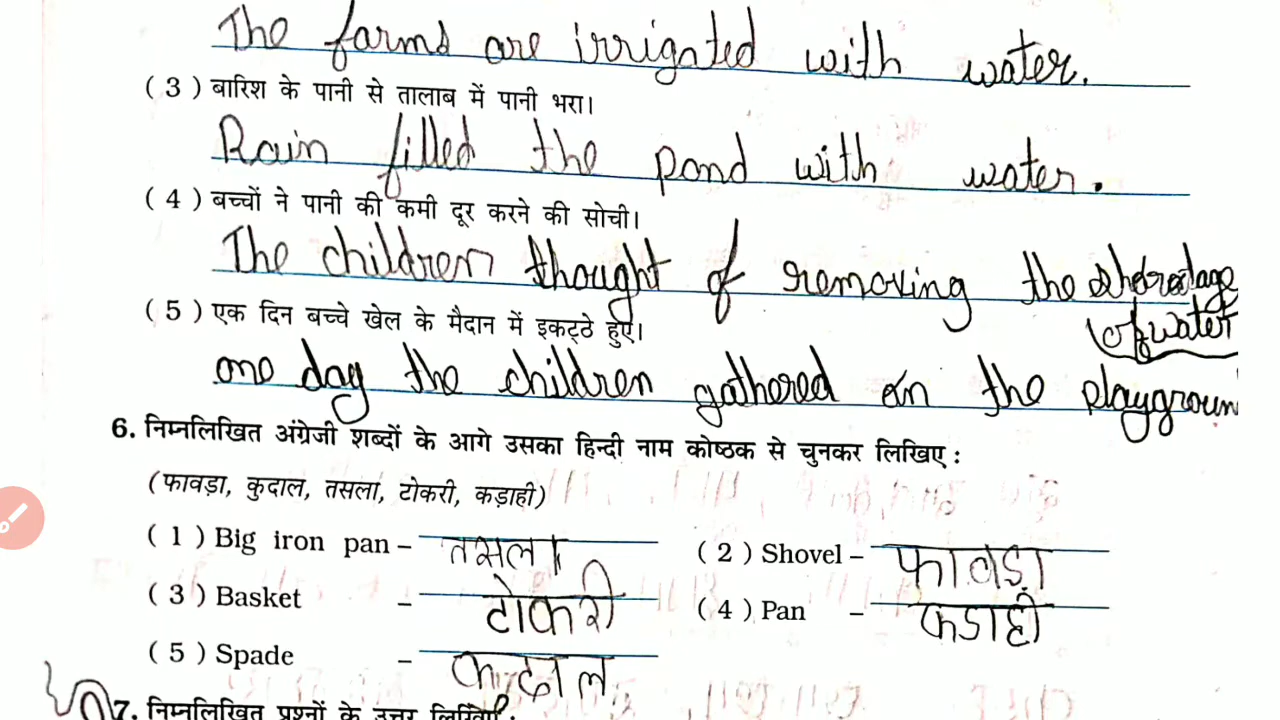 The farms are irrigated with water.
( 3 ) बारिश के पानी से तालाब में पानी भरा।
Rain filled the pond with water.
( 4 ) बच्चों ने पानी की कमी दूर करने की सोची।
The children thought of removing the
of water
( 5 ) एक दिन बच्चे खेल के मैदान में इकट्ठे हुए।
one day the children gathered on the playgroun
6. निम्नलिखित अंग्रेजी शब्दों के आगे उसका हिन्दी नाम कोष्ठक से चुनकर लिखिए :
(फावड़ा, कुदाल, तसला, टोकरी, कड़ाही)
( 1 ) Big iron pan – तसला ( 2 ) Shovel – फावड़ा
( 3 ) Basket – टोकरी ( 4 ) Pan – कडाही
( 5 ) Spade – कुदाल
7. निम्नलिखित प्रश्नों के उत्तर लिखिए :